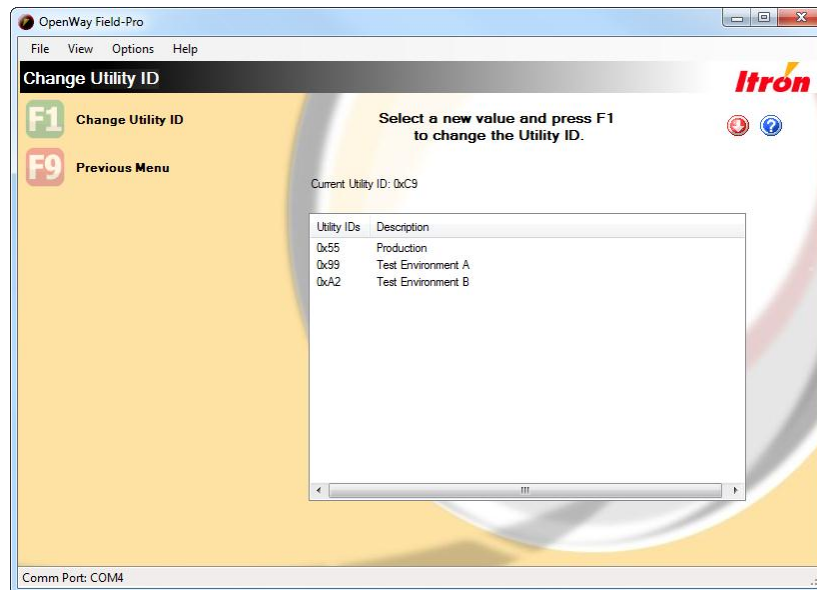 OpenWay Field-Pro
File View Options Help
Change Utility ID
Itron
F1 Change Utility ID
F9 Previous Menu
Select a new value and press F1
to change the Utility ID.
Current Utility ID: 0xC9
Utility IDs Description
0x55 Production
0x99 Test Environment A
0xA2 Test Environment B
Comm Port: COM4